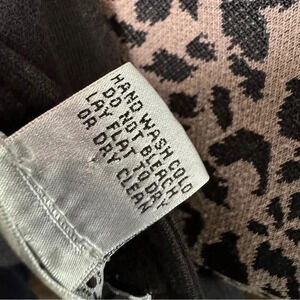 HAND WASH COLD
DO NOT BLEACH
LAY FLAT TO DRY
OR DRY CLEAN